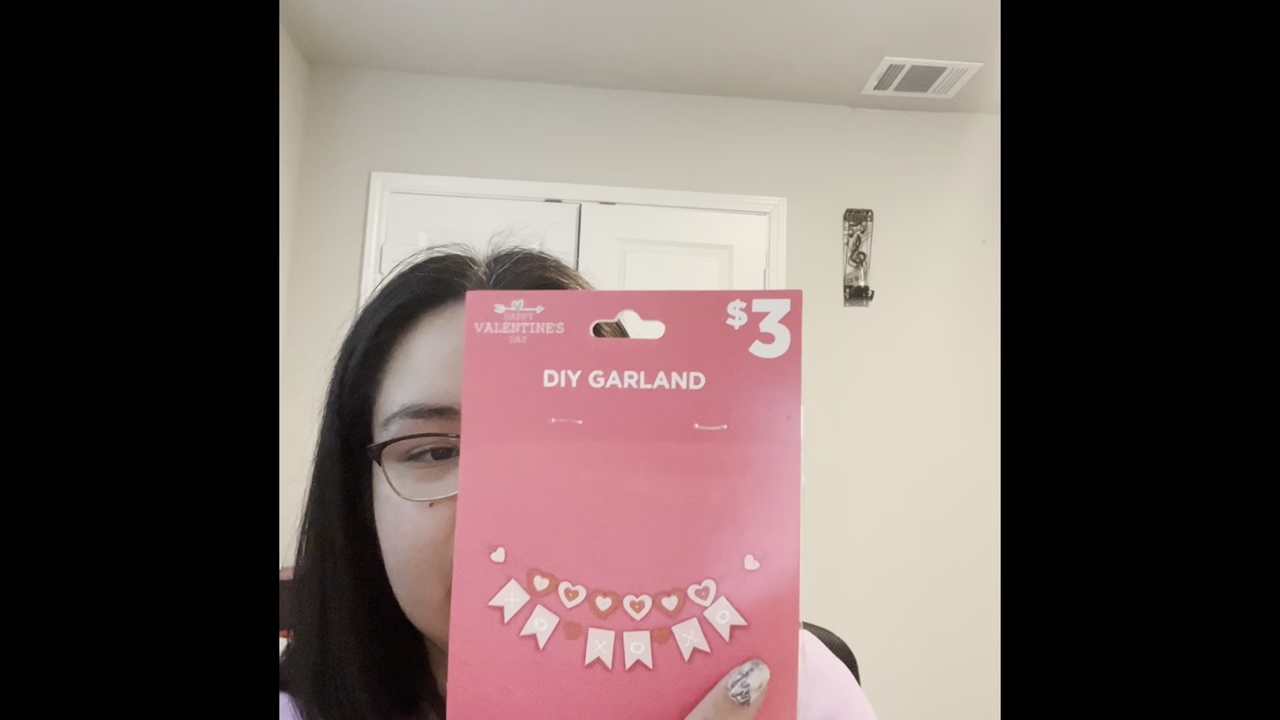 HAPPY
VALENTINE'S
DAY
$3
DIY GARLAND
X O X O X O